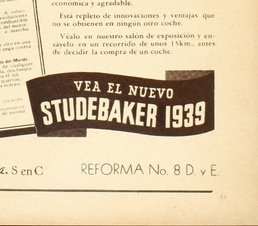 económica y agradable.
Está repleto de innovaciones y ventajas que
no se obtienen en ningún otro coche.
Véalo en nuestro salón de exposición y en-
sáyelo en un recorrido de unos 15km., antes
de decidir la compra de un coche.
VEA EL NUEVO
STUDEBAKER 1939
S en C
REFORMA No. 8 D. y E.